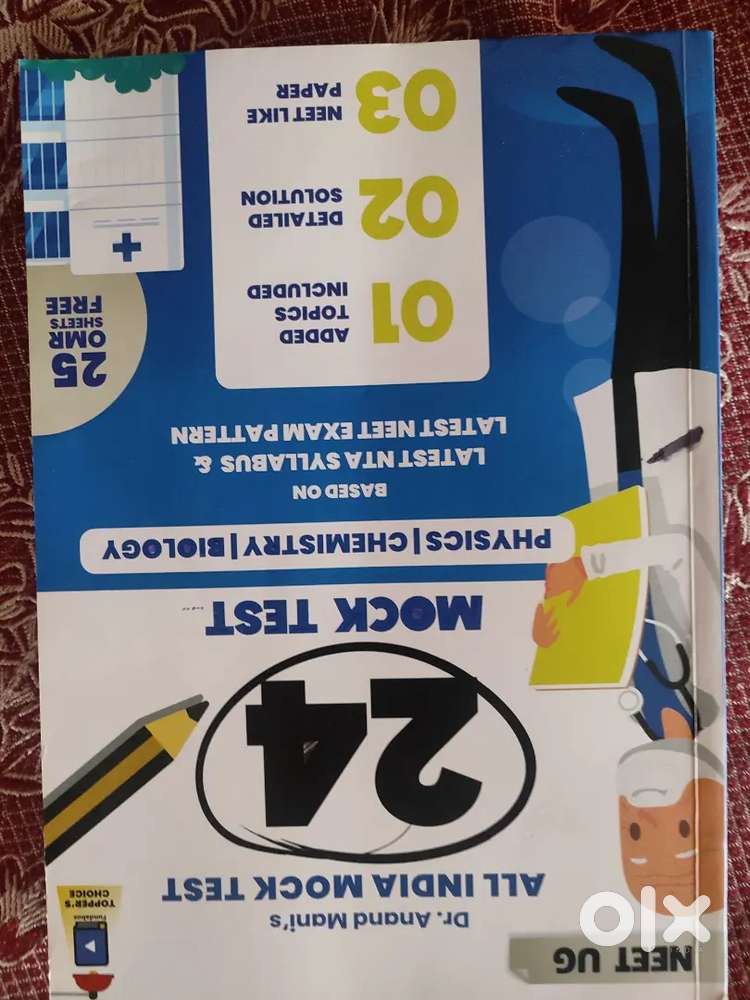 NEET UG
Fundabox
TOPPER'S
CHOICE
Dr. Anand Mani's
ALL INDIA MOCK TEST
24
MOCK TEST
PHYSICS | CHEMISTRY | BIOLOGY
BASED ON
LATEST NTA SYLLABUS &
LATEST NEET EXAM PATTERN
25
OMR
SHEETS
FREE
01
ADDED
TOPICS
INCLUDED
02
DETAILED
SOLUTION
03
NEET LIKE
PAPER
olx